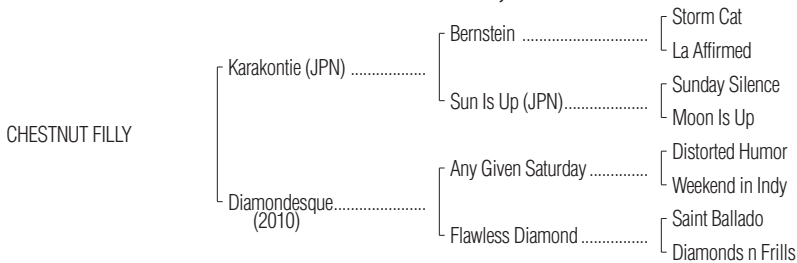 Storm Cat
Bernstein ................................
La Affirmed
Karakontie (JPN) ..................
Sunday Silence
Sun Is Up (JPN).....................
Moon Is Up
CHESTNUT FILLY
Distorted Humor
Any Given Saturday ..............
Weekend in Indy
Diamondesque......................
(2010)
Saint Ballado
Flawless Diamond ................
Diamonds n Frills